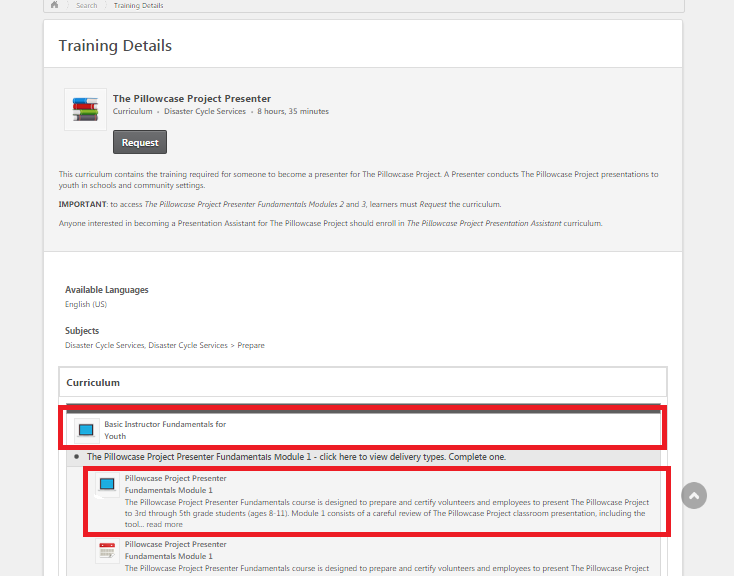 Search
Training Details
Training Details
The Pillowcase Project Presenter
Curriculum • Disaster Cycle Services • 8 hours, 35 minutes
Request
This curriculum contains the training required for someone to become a presenter for The Pillowcase Project. A Presenter conducts The Pillowcase Project presentations to
youth in schools and community settings.
IMPORTANT: to access The Pillowcase Project Presenter Fundamentals Modules 2 and 3, learners must Request the curriculum.
Anyone interested in becoming a Presentation Assistant for The Pillowcase Project should enroll in The Pillowcase Project Presentation Assistant curriculum.
Available Languages
English (US)
Subjects
Disaster Cycle Services, Disaster Cycle Services > Prepare
Curriculum
Basic Instructor Fundamentals for
Youth
The Pillowcase Project Presenter Fundamentals Module 1 - click here to view delivery types. Complete one.
Pillowcase Project Presenter
Fundamentals Module 1
The Pillowcase Project Presenter Fundamentals course is designed to prepare and certify volunteers and employees to present The Pillowcase Project
to 3rd through 5th grade students (ages 8-11). Module 1 consists of a careful review of The Pillowcase Project classroom presentation, including the
tool... read more
Pillowcase Project Presenter
Fundamentals Module 1
The Pillowcase Project Presenter Fundamentals course is designed to prepare and certify volunteers and employees to present The Pillowcase Project